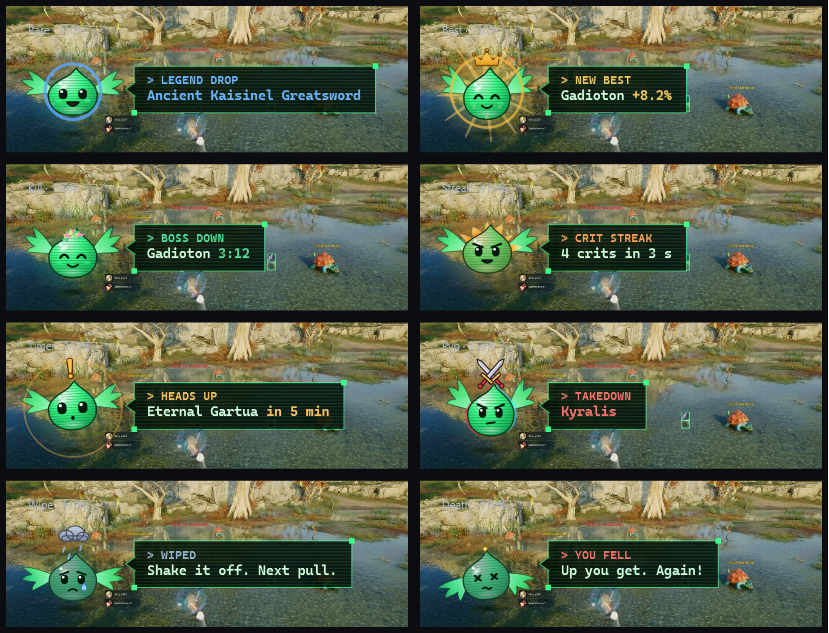 > LEGEND DROP
Ancient Kaisinel Greatsword
> NEW BEST
Gadioton +8.2%
> BOSS DOWN
Gadioton 3:12
> CRIT STREAK
4 crits in 3 s
> HEADS UP
Eternal Gartua in 5 min
> TAKEDOWN
Kyralis
> WIPED
Shake it off. Next pull.
> YOU FELL
Up you get. Again!